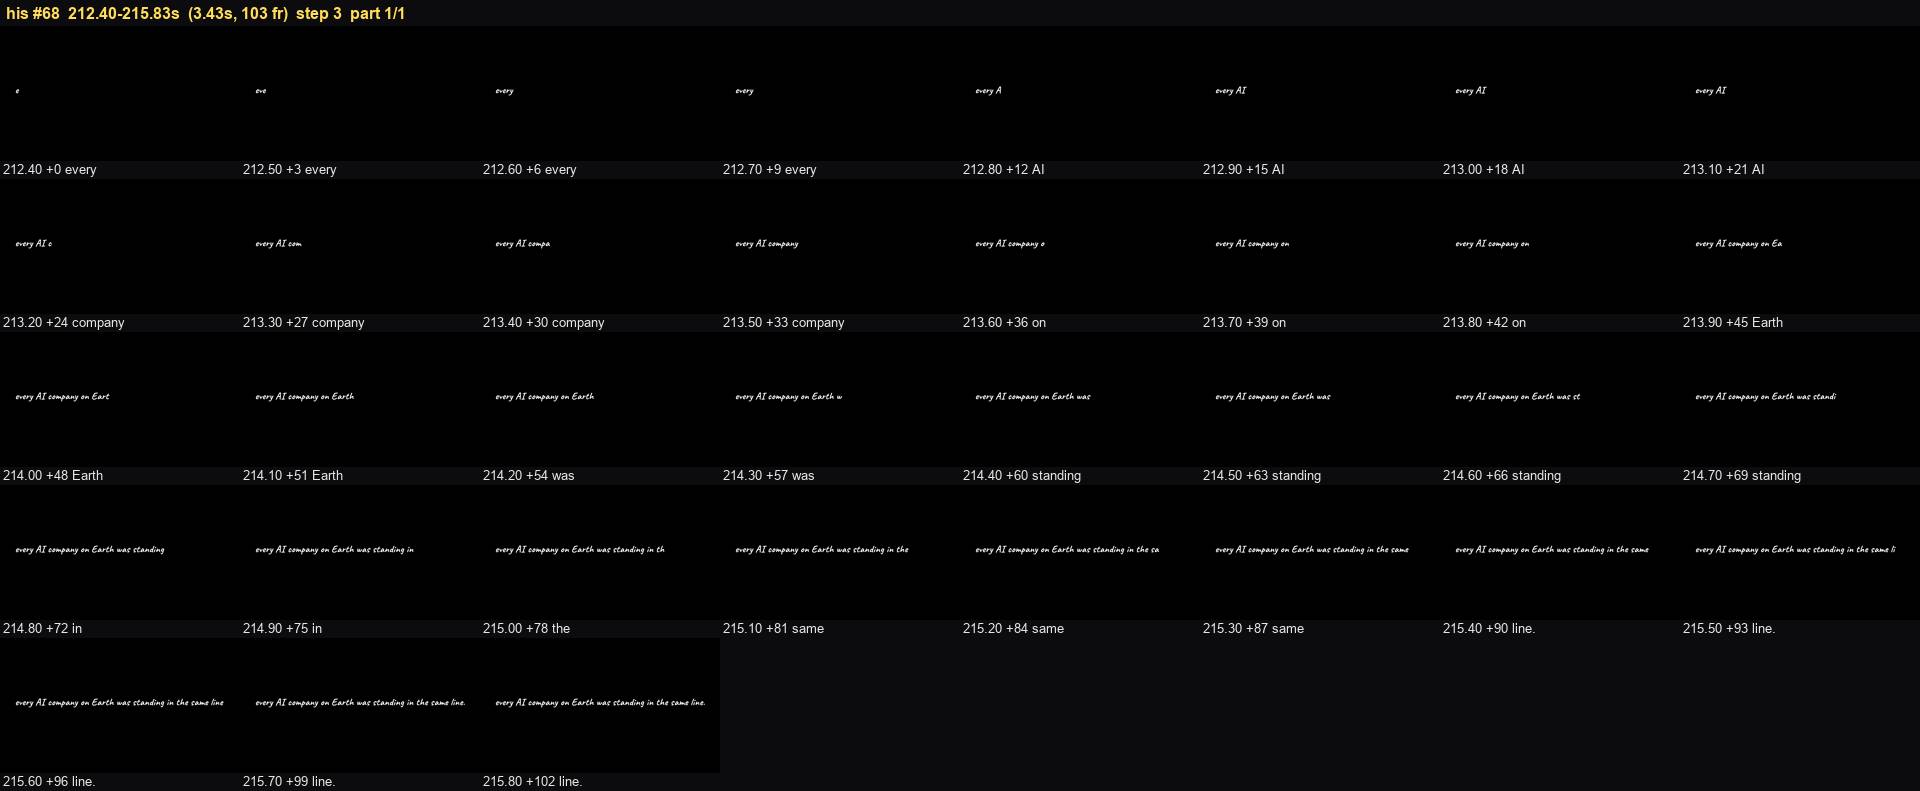 his #68 212.40-215.83s (3.43s, 103 fr) step 3 part 1/1
e eve every every every A every AI every AI every AI
212.40 +0 every 212.50 +3 every 212.60 +6 every 212.70 +9 every 212.80 +12 AI 212.90 +15 AI 213.00 +18 AI 213.10 +21 AI
every AI c every AI com every AI compa every AI company every AI company o every AI company on every AI company on every AI company on Ea
213.20 +24 company 213.30 +27 company 213.40 +30 company 213.50 +33 company 213.60 +36 on 213.70 +39 on 213.80 +42 on 213.90 +45 Earth
every AI company on Eart every AI company on Earth every AI company on Earth every AI company on Earth w every AI company on Earth was every AI company on Earth was every AI company on Earth was st every AI company on Earth was standi
214.00 +48 Earth 214.10 +51 Earth 214.20 +54 was 214.30 +57 was 214.40 +60 standing 214.50 +63 standing 214.60 +66 standing 214.70 +69 standing
every AI company on Earth was standing every AI company on Earth was standing in every AI company on Earth was standing in th every AI company on Earth was standing in the every AI company on Earth was standing in the sa every AI company on Earth was standing in the same every AI company on Earth was standing in the same every AI company on Earth was standing in the same li
214.80 +72 in 214.90 +75 in 215.00 +78 the 215.10 +81 same 215.20 +84 same 215.30 +87 same 215.40 +90 line. 215.50 +93 line.
every AI company on Earth was standing in the same line every AI company on Earth was standing in the same line. every AI company on Earth was standing in the same line.
215.60 +96 line. 215.70 +99 line. 215.80 +102 line.